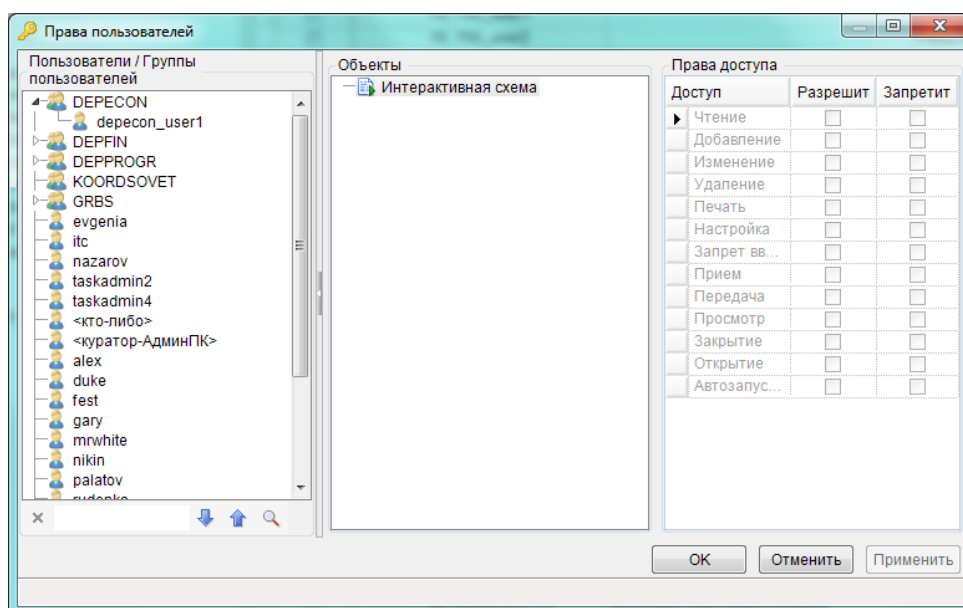 Права пользователей
Пользователи / Группы
пользователей
DEPECON
depecon_user1
DEPFIN
DEPPROGR
KOORDSOVET
GRBS
evgenia
itc
nazarov
taskadmin2
taskadmin4
<кто-либо>
<куратор-АдминПК>
alex
duke
fest
gary
mrwhite
nikin
palatov
Объекты
Интерактивная схема
Права доступа
Доступ Разрешит Запретит
Чтение
Добавление
Изменение
Удаление
Печать
Настройка
Запрет вв...
Прием
Передача
Просмотр
Закрытие
Открытие
Автозапус...
OK Отменить Применить